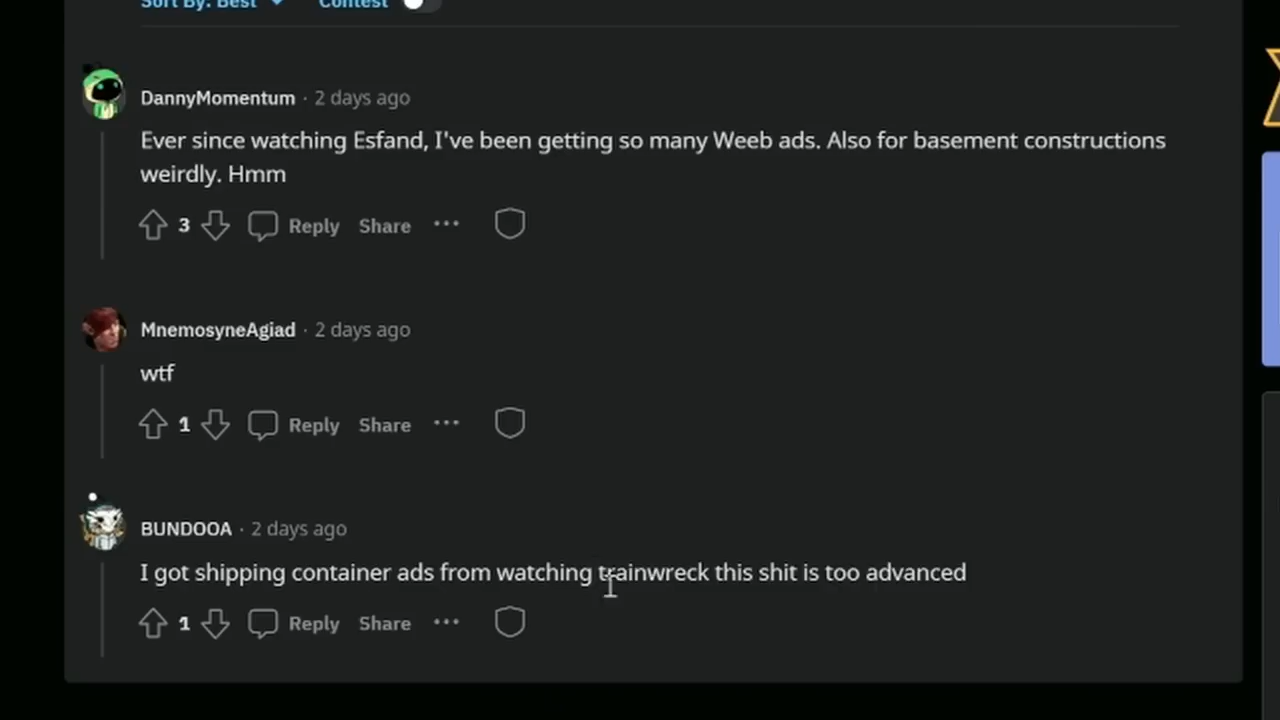 Sort By: Best Contest
DannyMomentum · 2 days ago
Ever since watching Esfand, I've been getting so many Weeb ads. Also for basement constructions
weirdly. Hmm
3 Reply Share ...
MnemosyneAgiad · 2 days ago
wtf
1 Reply Share ...
BUNDOOA · 2 days ago
I got shipping container ads from watching trainwreck this shit is too advanced
1 Reply Share ...